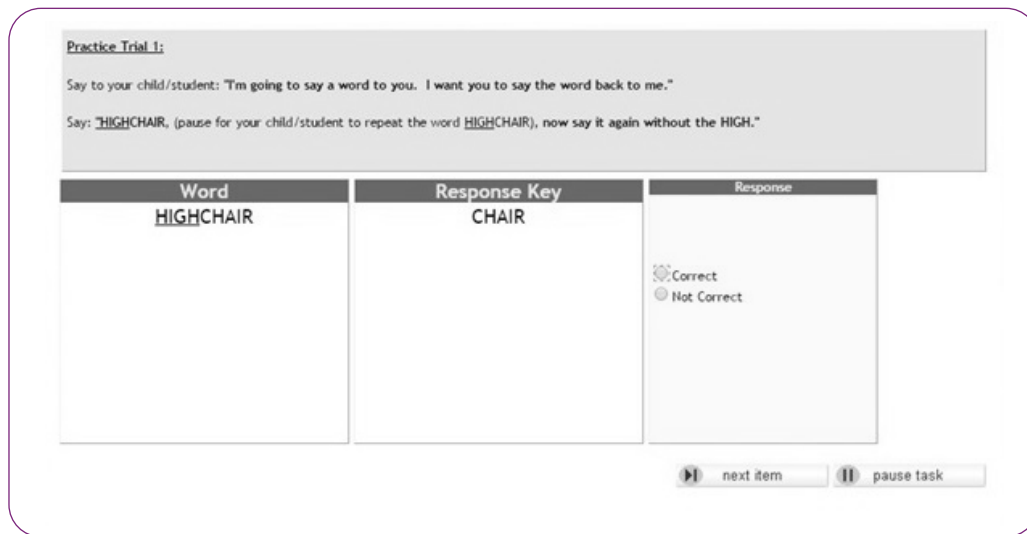 Practice Trial 1:
Say to your child/student: "I'm going to say a word to you. I want you to say the word back to me."
Say: "HIGHCHAIR, (pause for your child/student to repeat the word HIGHCHAIR), now say it again without the HIGH."
Word
HIGHCHAIR
Response Key
CHAIR
Response
Correct
Not Correct
next item
pause task